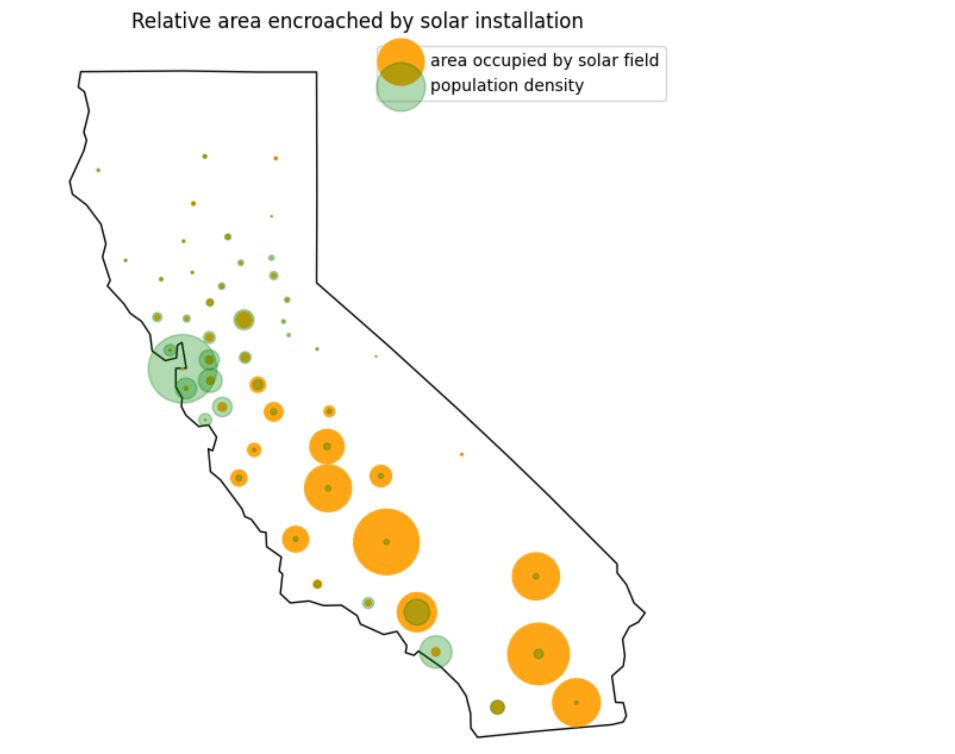 Relative area encroached by solar installation
area occupied by solar field
population density